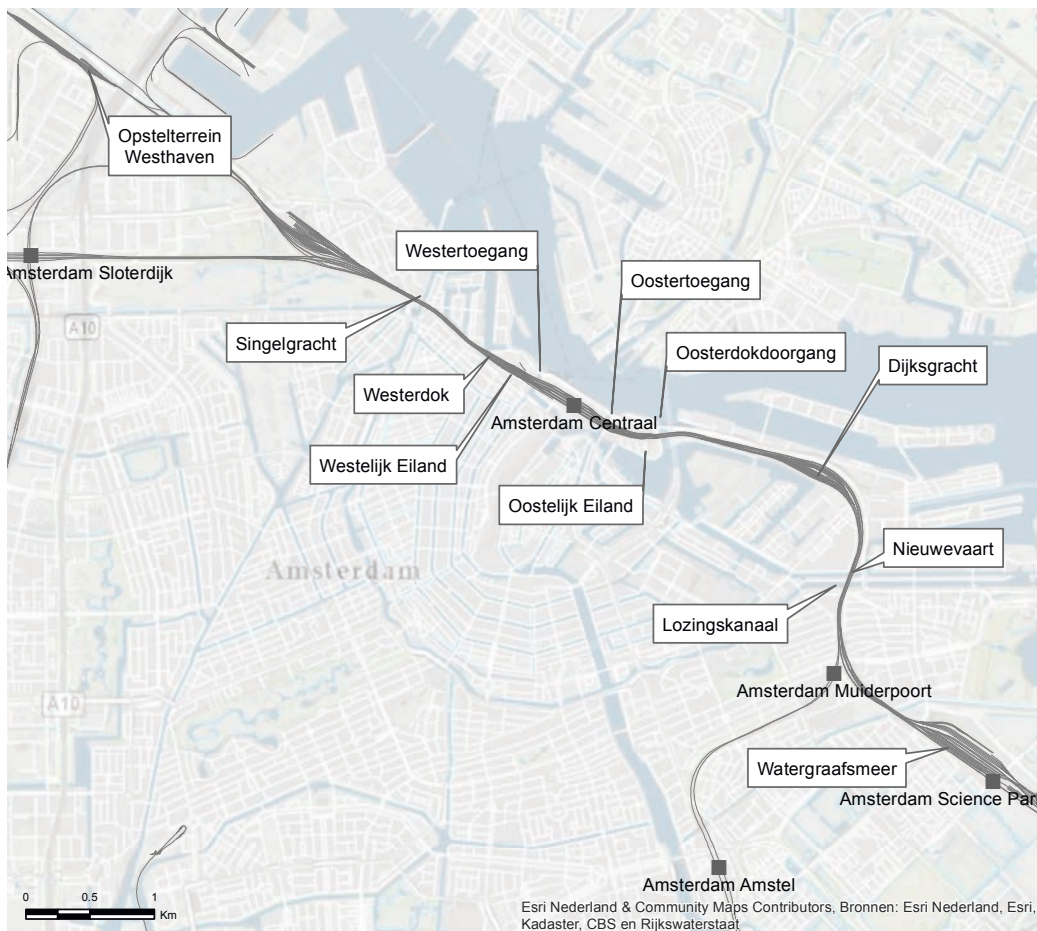 Opstelterrein
Westhaven
Westertoegang
Amsterdam Sloterdijk
Oostertoegang
A10
Singelgracht
Oosterdokdoorgang
Dijksgracht
Westerdok
Amsterdam Centraal
Westelijk Eiland
Oostelijk Eiland
Nieuwevaart
Amsterdam
Lozingskanaal
Amsterdam Muiderpoort
A10
Watergraafsmeer
Amsterdam Science Par
Amsterdam Amstel
0 0.5 1
Km
Esri Nederland & Community Maps Contributors, Bronnen: Esri Nederland, Esri,
Kadaster, CBS en Rijkswaterstaat